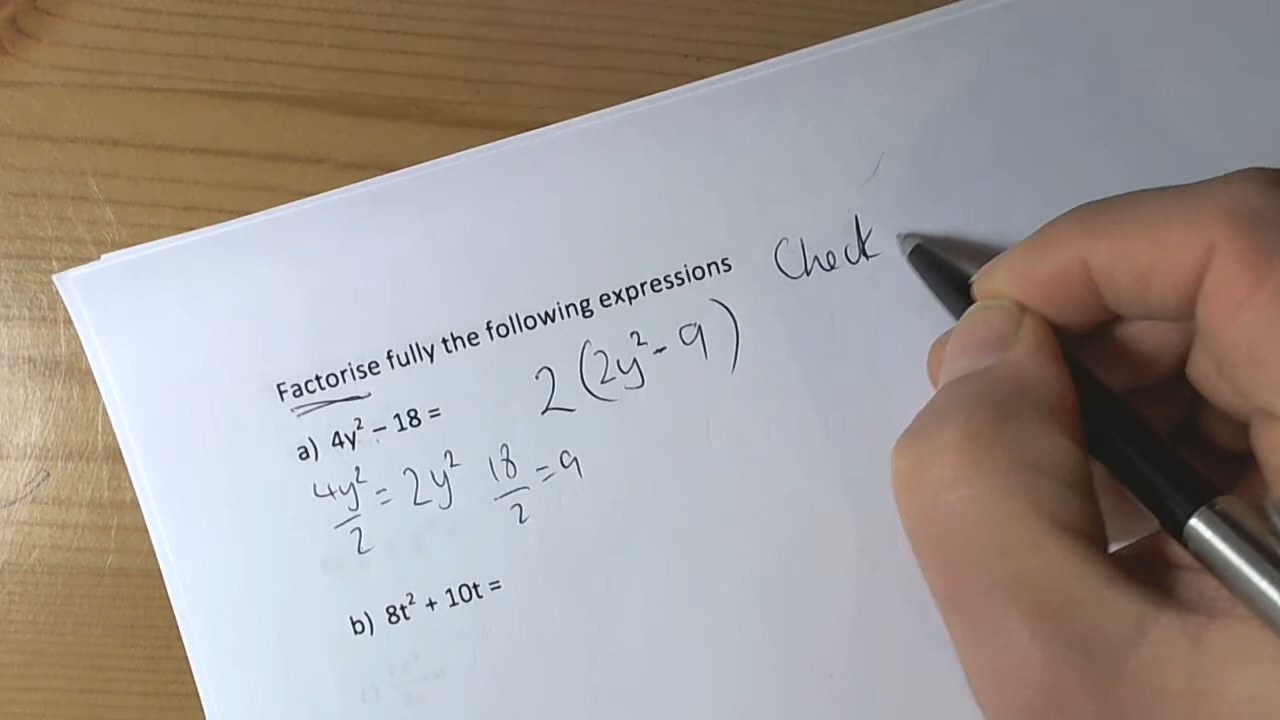 Factorise fully the following expressions Check
a) 4y² − 18 = 2(2y² - 9)
4y²/2 = 2y² 18/2 = 9
b) 8t² + 10t =